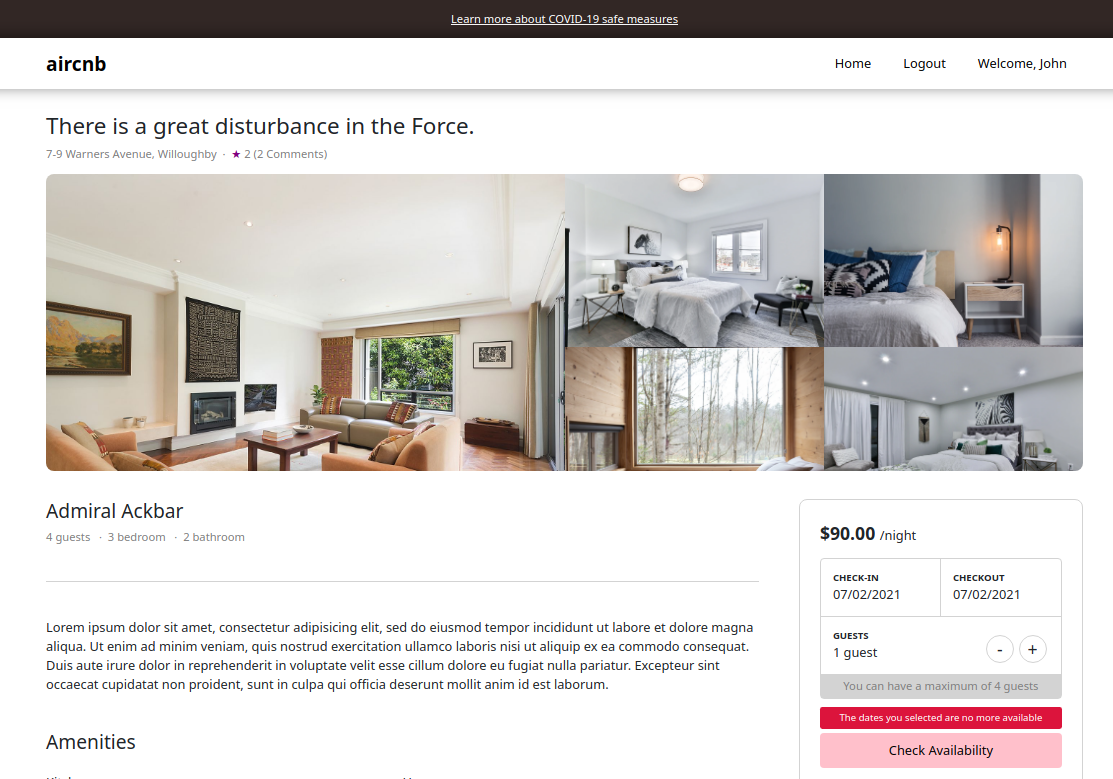 Learn more about COVID-19 safe measures
aircnb
Home
Logout
Welcome, John
There is a great disturbance in the Force.
7-9 Warners Avenue, Willoughby · ★ 2 (2 Comments)
Admiral Ackbar
4 guests · 3 bedroom · 2 bathroom
Lorem ipsum dolor sit amet, consectetur adipisicing elit, sed do eiusmod tempor incididunt ut labore et dolore magna
aliqua. Ut enim ad minim veniam, quis nostrud exercitation ullamco laboris nisi ut aliquip ex ea commodo consequat.
Duis aute irure dolor in reprehenderit in voluptate velit esse cillum dolore eu fugiat nulla pariatur. Excepteur sint
occaecat cupidatat non proident, sunt in culpa qui officia deserunt mollit anim id est laborum.
Amenities
$90.00 /night
CHECK-IN
07/02/2021
CHECKOUT
07/02/2021
GUESTS
1 guest
- +
You can have a maximum of 4 guests
The dates you selected are no more available
Check Availability